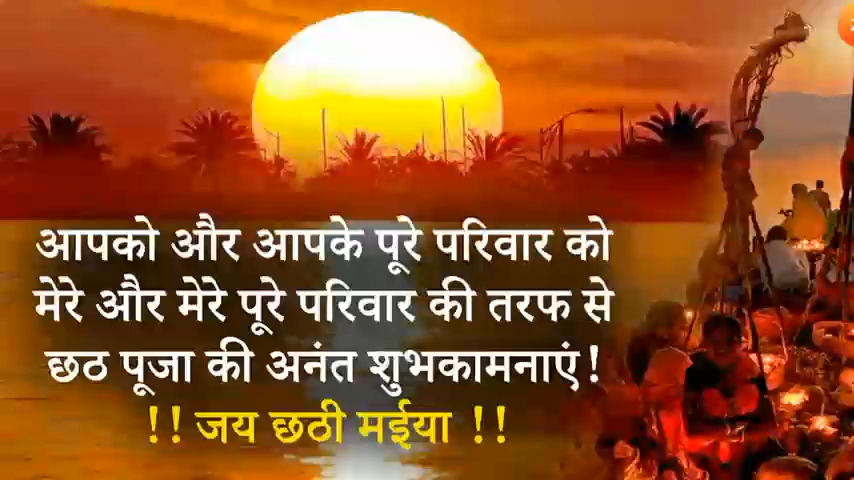 आपको और आपके पूरे परिवार को
मेरे और मेरे पूरे परिवार की तरफ से
छठ पूजा की अनंत शुभकामनाएं!
!! जय छठी मईया !!